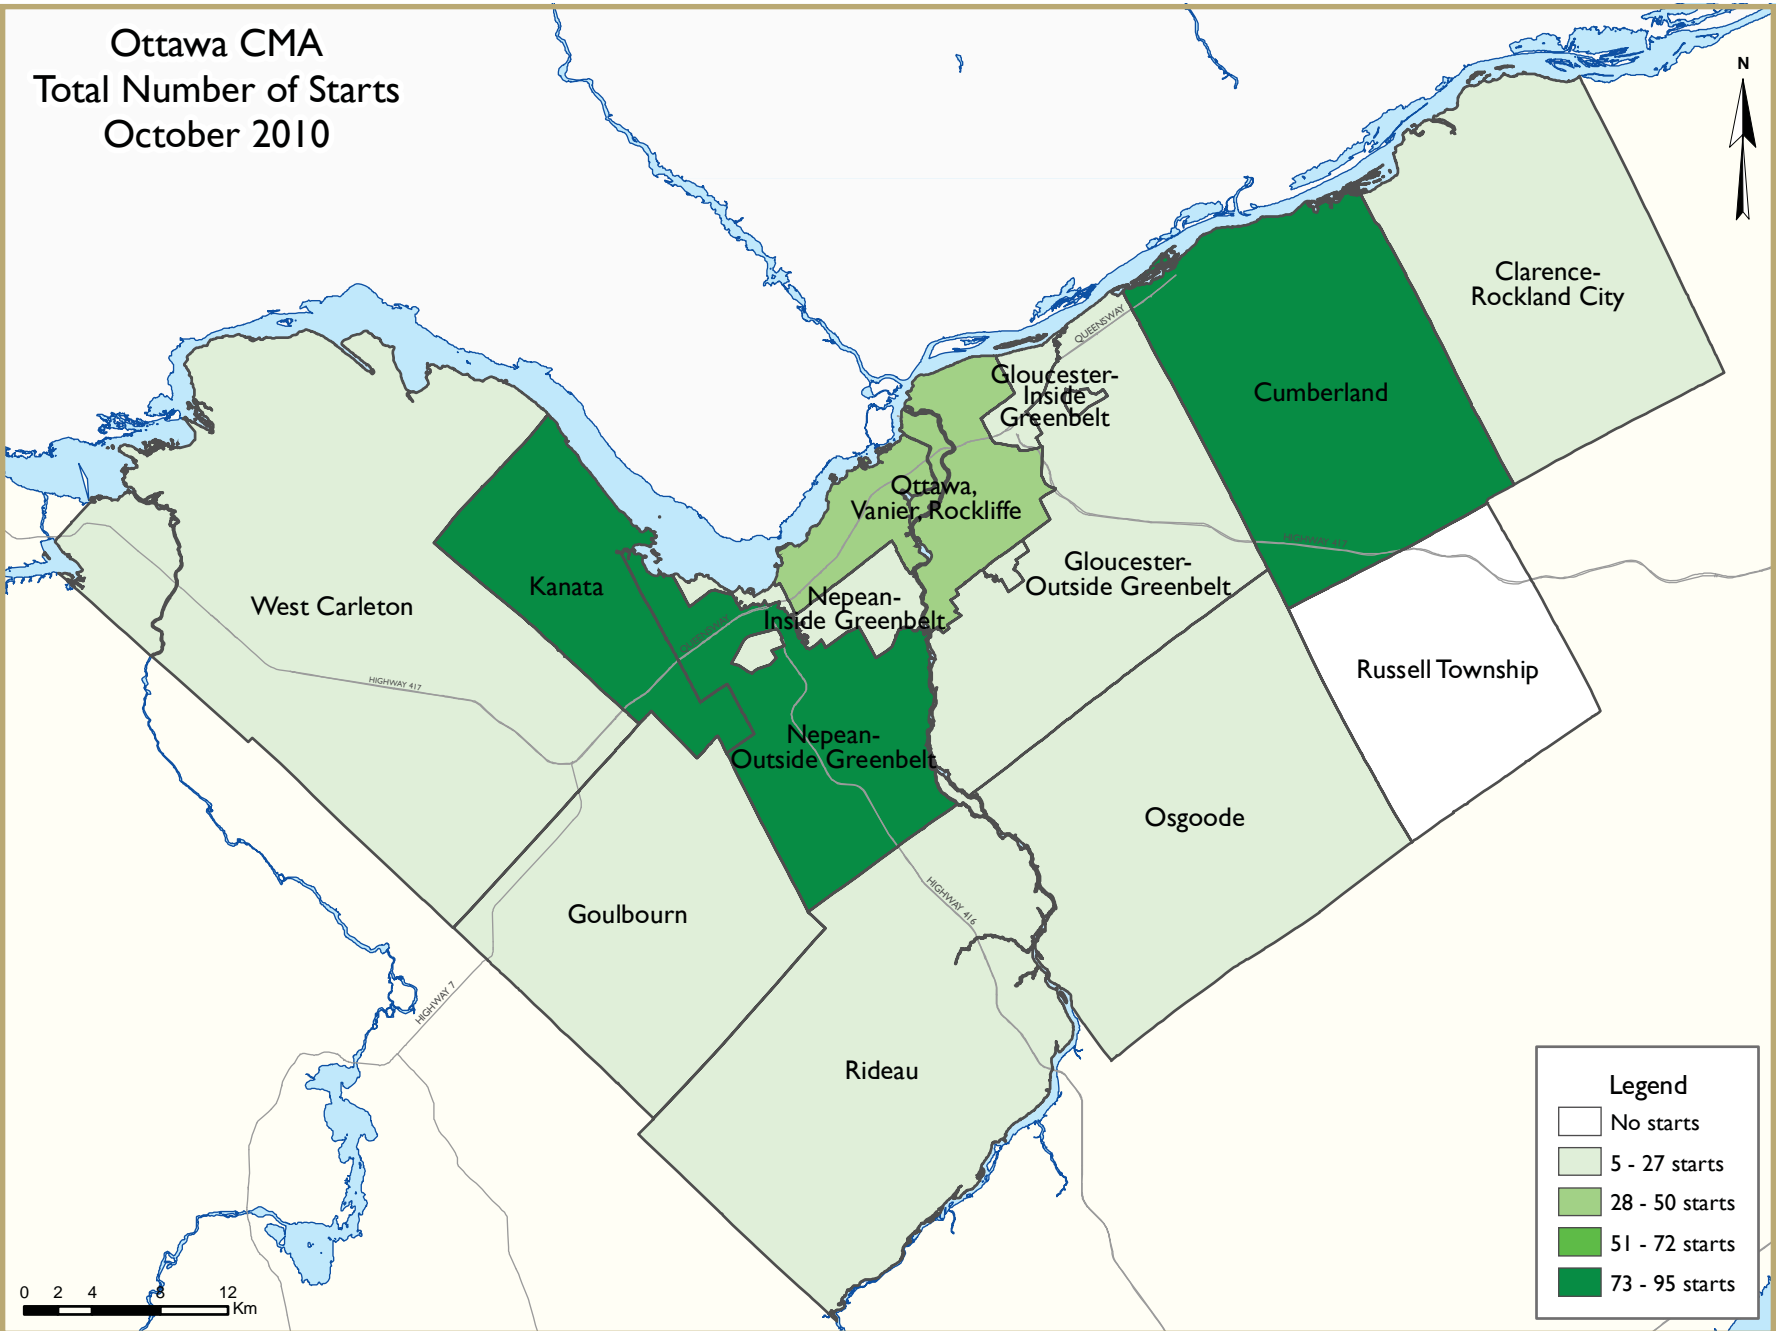 Ottawa CMA
Total Number of Starts
October 2010
N
Clarence-
Rockland City
QUEENSWAY
Gloucester-
Inside
Greenbelt
Cumberland
Ottawa,
Vanier, Rockliffe
HIGHWAY 417
Gloucester-
Outside Greenbelt
Kanata
West Carleton
Nepean-
Inside Greenbelt
QUEENSWAY
Russell Township
HIGHWAY 417
Nepean-
Outside Greenbelt
Osgoode
HIGHWAY 416
Goulbourn
HIGHWAY 7
Rideau
Legend
No starts
5 - 27 starts
28 - 50 starts
51 - 72 starts
73 - 95 starts
0 2 4 8 12
Km